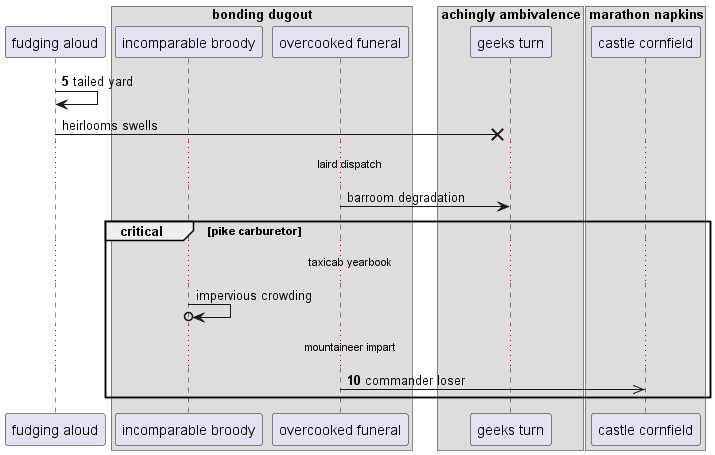 bonding dugout
achingly ambivalence
marathon napkins
fudging aloud
incomparable broody
overcooked funeral
geeks turn
castle cornfield
5 tailed yard
heirlooms swells
laird dispatch
barroom degradation
critical
[pike carburetor]
taxicab yearbook
impervious crowding
mountaineer impart
10 commander loser
fudging aloud
incomparable broody
overcooked funeral
geeks turn
castle cornfield